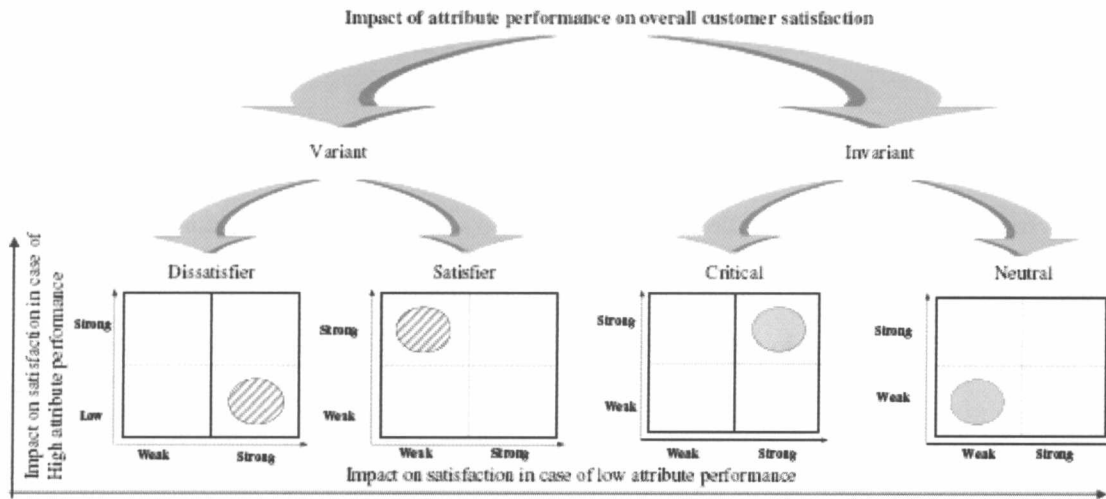 Impact of attribute performance on overall customer satisfaction
Variant
Invariant
Dissatisfier
Satisfier
Critical
Neutral
Impact on satisfaction in case of
High attribute performance
Strong
Low
Weak
Strong
Strong
Weak
Weak
Strong
Strong
Weak
Weak
Strong
Strong
Weak
Weak
Strong
Impact on satisfaction in case of low attribute performance